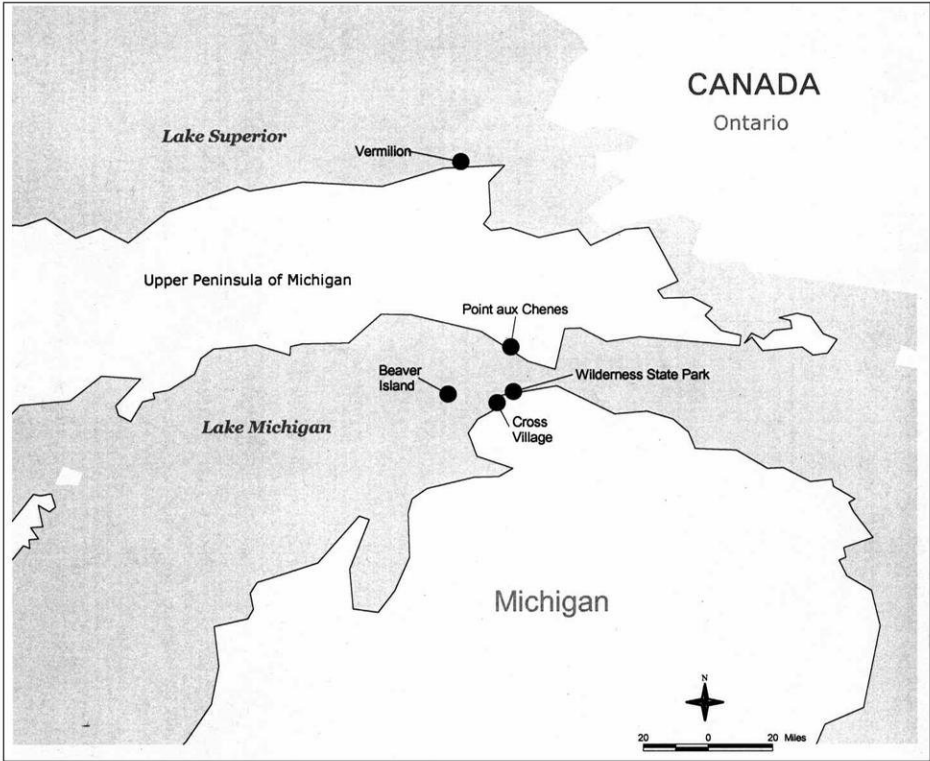 CANADA
Ontario
Lake Superior
Vermilion
Upper Peninsula of Michigan
Point aux Chenes
Beaver
Island
Wilderness State Park
Lake Michigan
Cross
Village
Michigan
N
20 0 20 Miles